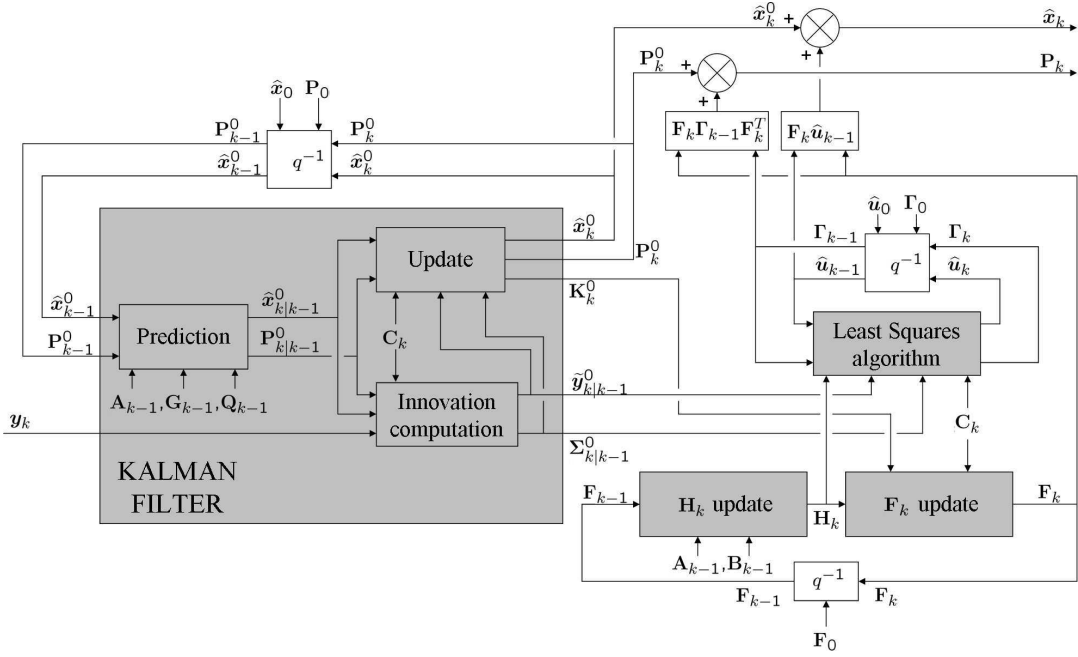 x̂⁰ₖ + x̂ₖ
+
P⁰ₖ + Pₖ
+
x̂₀ P₀
P⁰ₖ₋₁ P⁰ₖ
q⁻¹
x̂⁰ₖ₋₁ x̂⁰ₖ
FₖΓₖ₋₁Fₖᵀ
Fₖûₖ₋₁
û₀ Γ₀
Γₖ₋₁ Γₖ
q⁻¹
ûₖ₋₁ ûₖ
Update
x̂⁰ₖ
P⁰ₖ
K⁰ₖ
x̂⁰ₖ₋₁
P⁰ₖ₋₁
Prediction
x̂⁰ₖ|ₖ₋₁
P⁰ₖ|ₖ₋₁
Cₖ
Aₖ₋₁,Gₖ₋₁,Qₖ₋₁
yₖ
Innovation
computation
ỹ⁰ₖ|ₖ₋₁
Σ⁰ₖ|ₖ₋₁
KALMAN
FILTER
Least Squares
algorithm
Cₖ
Fₖ₋₁
Hₖ update
Hₖ
Fₖ update
Fₖ
Aₖ₋₁,Bₖ₋₁
q⁻¹
Fₖ₋₁ Fₖ
F₀